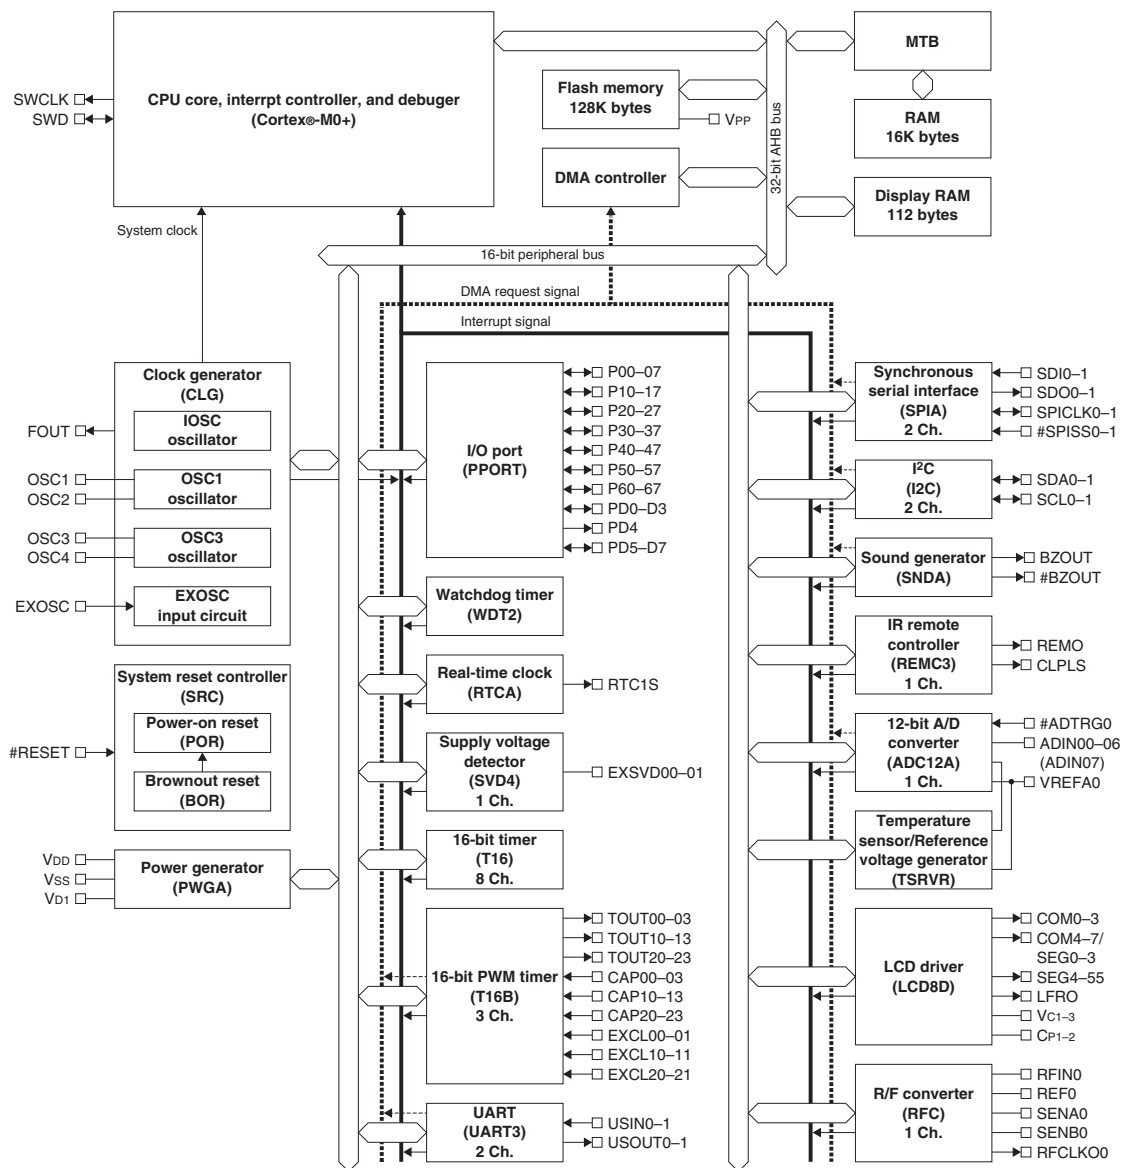 CPU core, interrpt controller, and debuger
(Cortex®-M0+)
SWCLK
SWD
Flash memory
128K bytes
VPP
DMA controller
32-bit AHB bus
MTB
RAM
16K bytes
Display RAM
112 bytes
System clock
16-bit peripheral bus
DMA request signal
Interrupt signal
Clock generator
(CLG)
IOSC
oscillator
OSC1
oscillator
OSC3
oscillator
EXOSC
input circuit
FOUT
OSC1
OSC2
OSC3
OSC4
EXOSC
System reset controller
(SRC)
Power-on reset
(POR)
Brownout reset
(BOR)
#RESET
Power generator
(PWGA)
VDD
VSS
VD1
I/O port
(PPORT)
P00–07
P10–17
P20–27
P30–37
P40–47
P50–57
P60–67
PD0–D3
PD4
PD5–D7
Watchdog timer
(WDT2)
Real-time clock
(RTCA)
RTC1S
Supply voltage
detector
(SVD4)
1 Ch.
EXSVD00–01
16-bit timer
(T16)
8 Ch.
16-bit PWM timer
(T16B)
3 Ch.
TOUT00–03
TOUT10–13
TOUT20–23
CAP00–03
CAP10–13
CAP20–23
EXCL00–01
EXCL10–11
EXCL20–21
UART
(UART3)
2 Ch.
USIN0–1
USOUT0–1
Synchronous
serial interface
(SPIA)
2 Ch.
SDI0–1
SDO0–1
SPICLK0–1
#SPISS0–1
I²C
(I2C)
2 Ch.
SDA0–1
SCL0–1
Sound generator
(SNDA)
BZOUT
#BZOUT
IR remote
controller
(REMC3)
1 Ch.
REMO
CLPLS
12-bit A/D
converter
(ADC12A)
1 Ch.
#ADTRG0
ADIN00–06
(ADIN07)
VREFA0
Temperature
sensor/Reference
voltage generator
(TSRVR)
LCD driver
(LCD8D)
COM0–3
COM4–7/
SEG0–3
SEG4–55
LFRO
VC1–3
CP1–2
R/F converter
(RFC)
1 Ch.
RFIN0
REF0
SENA0
SENB0
RFCLKO0